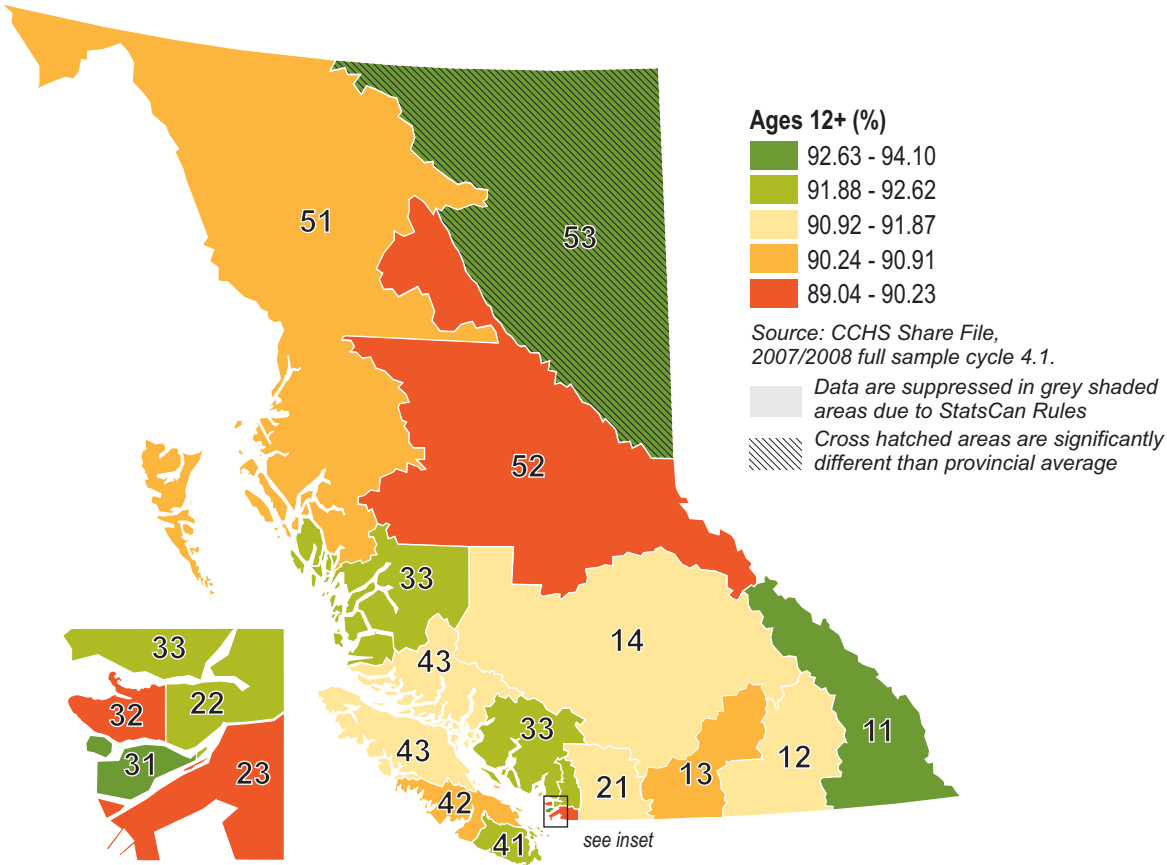 Ages 12+ (%)
92.63 - 94.10
91.88 - 92.62
90.92 - 91.87
90.24 - 90.91
89.04 - 90.23
Source: CCHS Share File,
2007/2008 full sample cycle 4.1.
Data are suppressed in grey shaded
areas due to StatsCan Rules
Cross hatched areas are significantly
different than provincial average
51
53
52
33
14
43
33
43
42
41
21
13
12
11
see inset
33
32
22
31
23